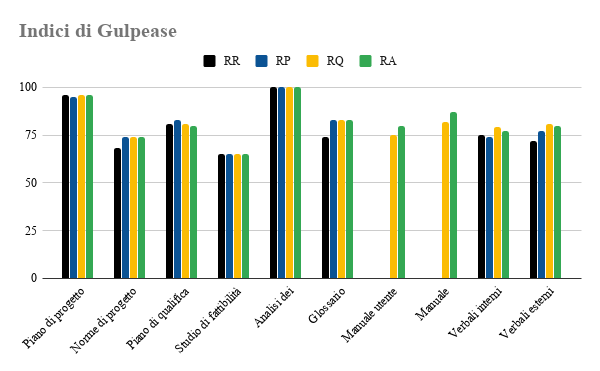 Indici di Gulpease
RR RP RQ RA
100
75
50
25
0
Piano di progetto
Norme di progetto
Piano di qualifica
Studio di fattibilità
Analisi dei
Glossario
Manuale utente
Manuale
Verbali interni
Verbali esterni